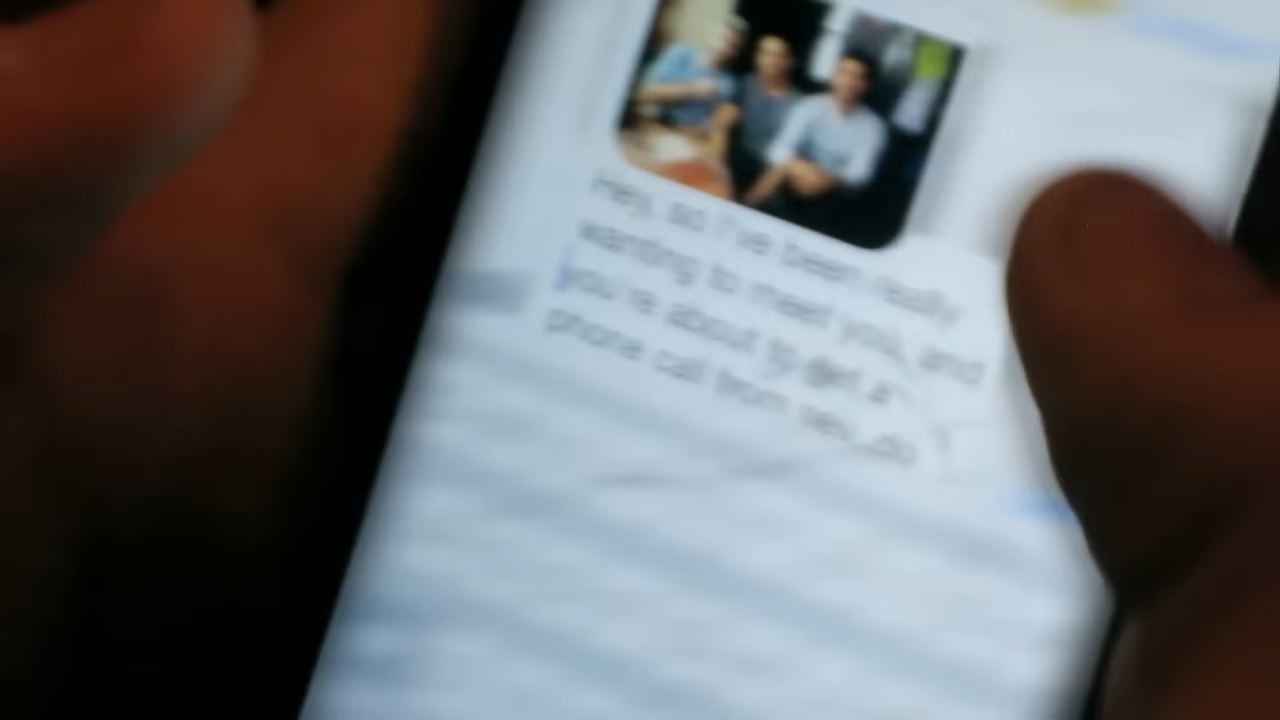 Hey, so I've been really
wanting to meet you, and
you're about to get a
phone call from